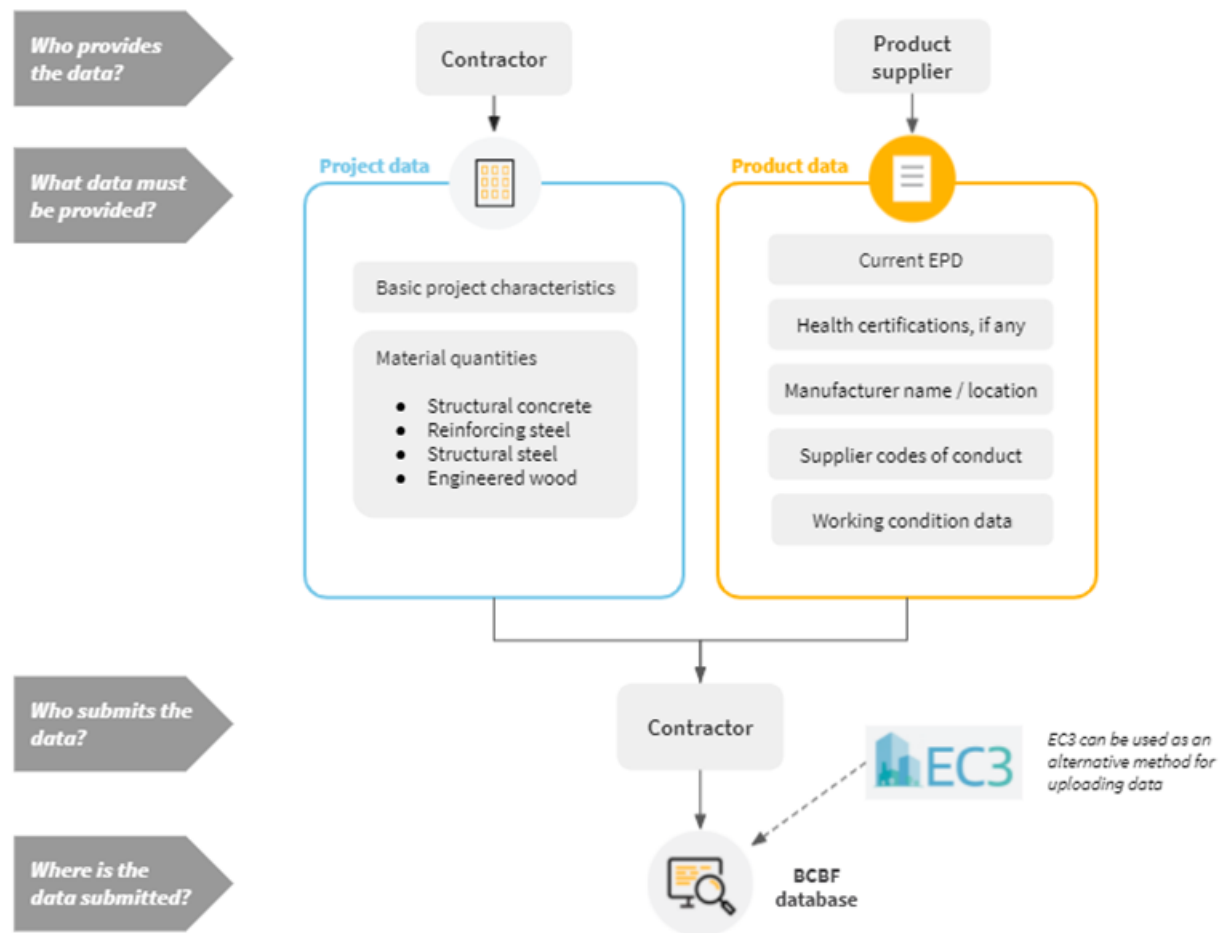 Who provides
the data?
Contractor
Product
supplier
What data must
be provided?
Project data
Basic project characteristics
Material quantities
● Structural concrete
● Reinforcing steel
● Structural steel
● Engineered wood
Product data
Current EPD
Health certifications, if any
Manufacturer name / location
Supplier codes of conduct
Working condition data
Who submits the
data?
Contractor
EC3
EC3 can be used as an
alternative method for
uploading data
Where is the
data submitted?
BCBF
database